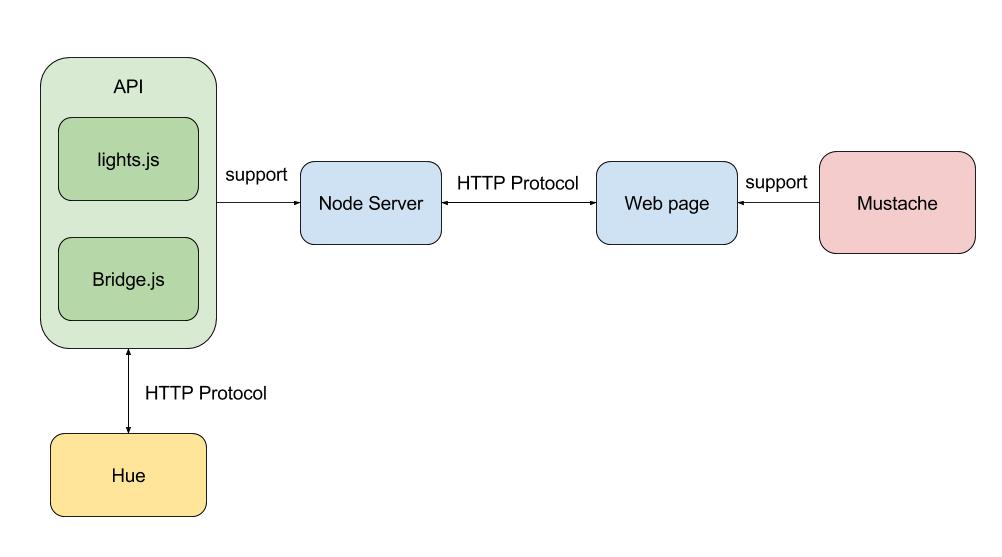 API
lights.js
Bridge.js
support
Node Server
HTTP Protocol
Web page
support
Mustache
HTTP Protocol
Hue